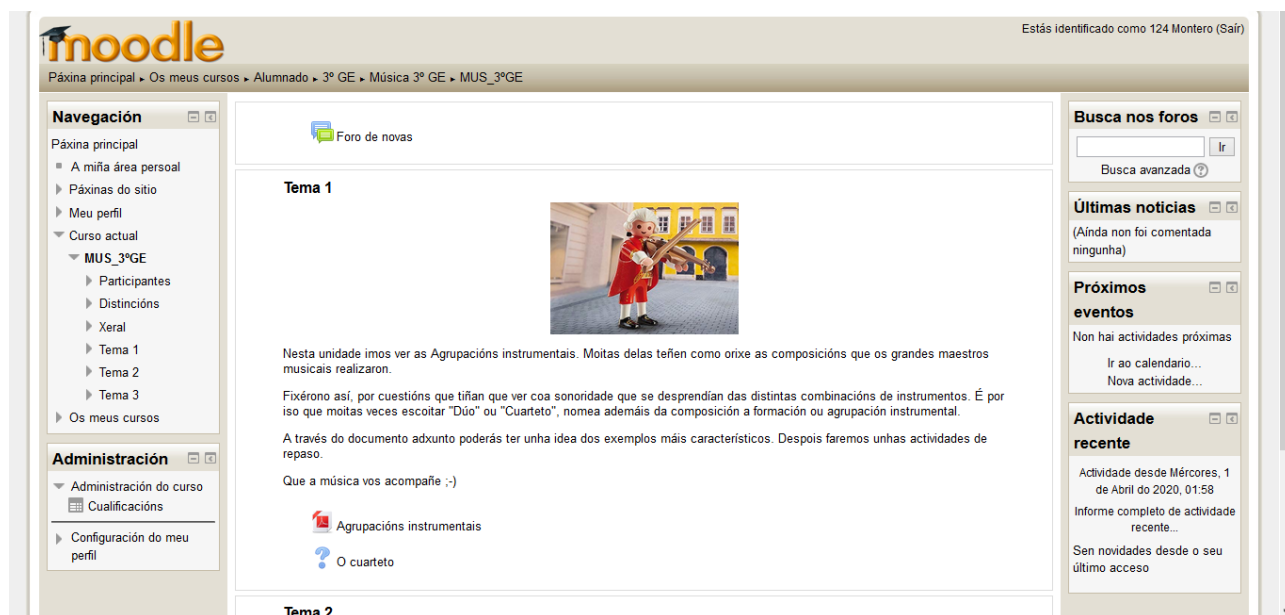 moodle
Estás identificado como 124 Montero (Saír)
Páxina principal ▸ Os meus cursos ▸ Alumnado ▸ 3º GE ▸ Música 3º GE ▸ MUS_3ºGE
Navegación
Páxina principal
A miña área persoal
Páxinas do sitio
Meu perfil
Curso actual
MUS_3ºGE
Participantes
Distincións
Xeral
Tema 1
Tema 2
Tema 3
Os meus cursos
Administración
Administración do curso
Cualificacións
Configuración do meu
perfil
Foro de novas
Tema 1
Nesta unidade imos ver as Agrupacións instrumentais. Moitas delas teñen como orixe as composicións que os grandes maestros
musicais realizaron.
Fixérono así, por cuestións que tiñan que ver coa sonoridade que se desprendían das distintas combinacións de instrumentos. É por
iso que moitas veces escoitar "Dúo" ou "Cuarteto", nomea ademáis da composición a formación ou agrupación instrumental.
A través do documento adxunto poderás ter unha idea dos exemplos máis característicos. Despois faremos unhas actividades de
repaso.
Que a música vos acompañe ;-)
Agrupacións instrumentais
O cuarteto
Tema 2
Busca nos foros
Ir
Busca avanzada ?
Últimas noticias
(Aínda non foi comentada
ningunha)
Próximos
eventos
Non hai actividades próximas
Ir ao calendario...
Nova actividade...
Actividade
recente
Actividade desde Mércores, 1
de Abril do 2020, 01:58
Informe completo de actividade
recente...
Sen novidades desde o seu
último acceso